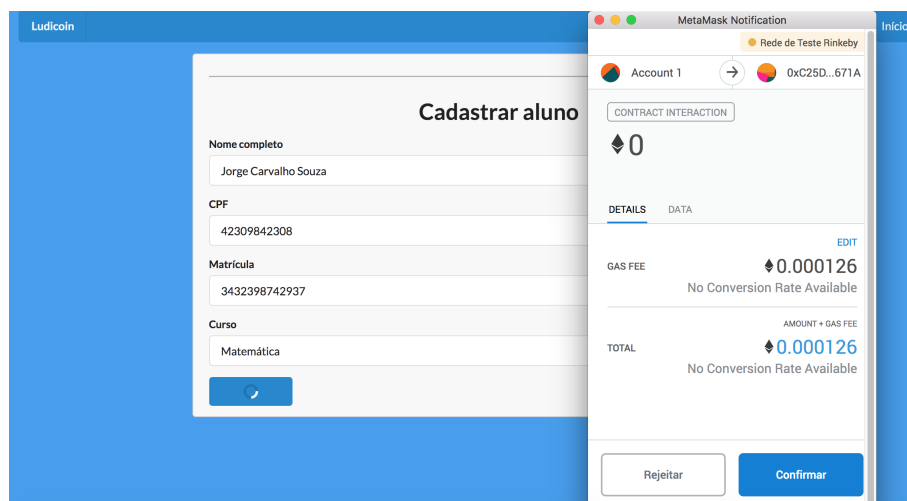 Ludicoin
Início
Cadastrar aluno
Nome completo
Jorge Carvalho Souza
CPF
42309842308
Matrícula
3432398742937
Curso
Matemática
MetaMask Notification
Rede de Teste Rinkeby
Account 1
0xC25D...671A
CONTRACT INTERACTION
0
DETAILS DATA
EDIT
GAS FEE 0.000126
No Conversion Rate Available
AMOUNT + GAS FEE
TOTAL 0.000126
No Conversion Rate Available
Rejeitar Confirmar